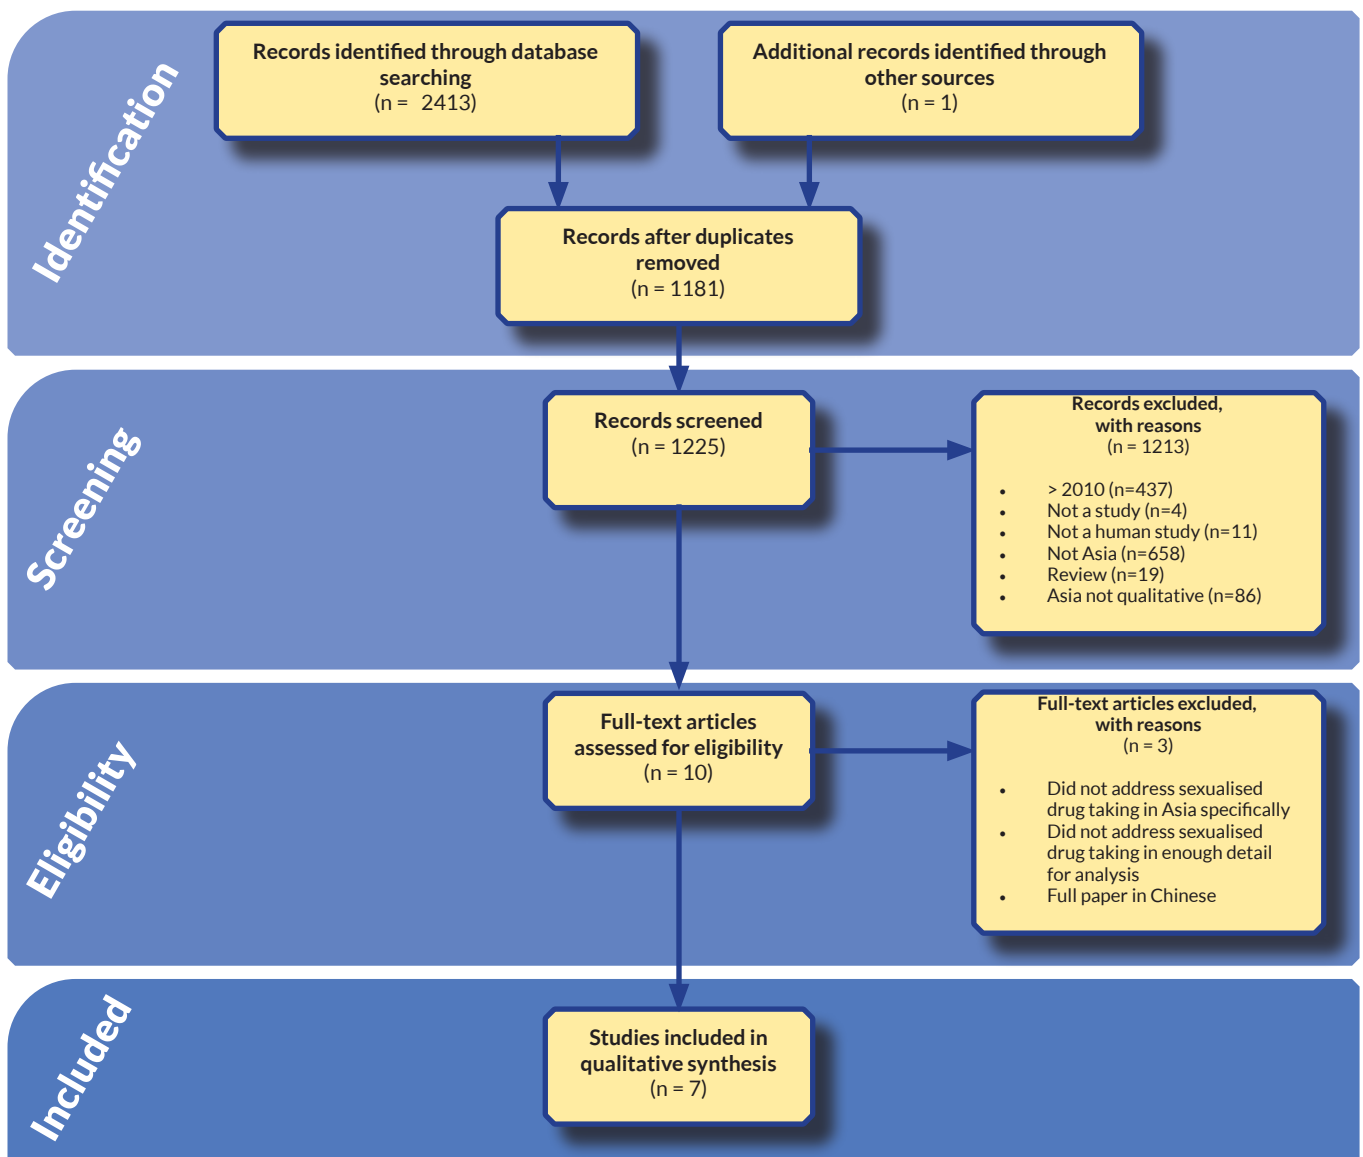 Identification
Records identified through database
searching
(n = 2413)
Additional records identified through
other sources
(n = 1)
Records after duplicates
removed
(n = 1181)
Screening
Records screened
(n = 1225)
Records excluded,
with reasons
(n = 1213)
• > 2010 (n=437)
• Not a study (n=4)
• Not a human study (n=11)
• Not Asia (n=658)
• Review (n=19)
• Asia not qualitative (n=86)
Eligibility
Full-text articles
assessed for eligibility
(n = 10)
Full-text articles excluded,
with reasons
(n = 3)
• Did not address sexualised
drug taking in Asia specifically
• Did not address sexualised
drug taking in enough detail
for analysis
• Full paper in Chinese
Included
Studies included in
qualitative synthesis
(n = 7)